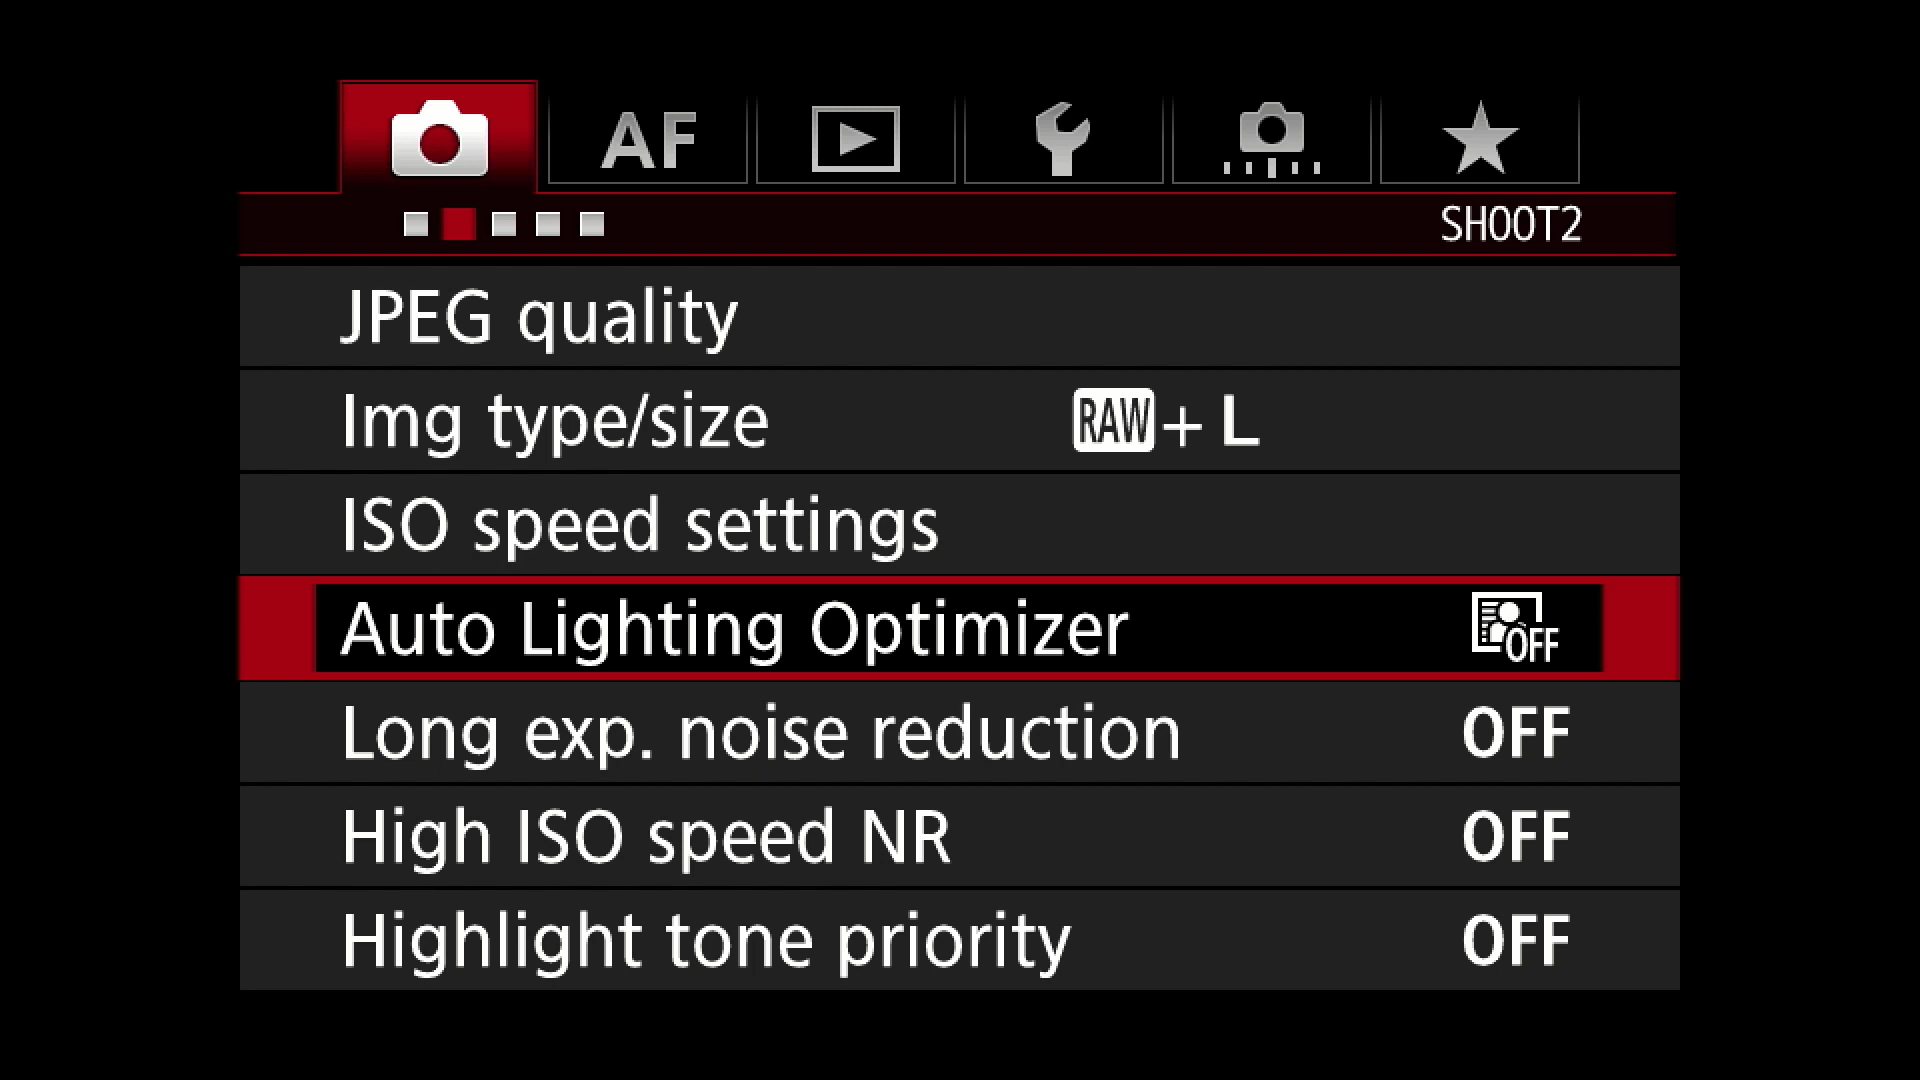 AF
SHOOT2
JPEG quality
Img type/size RAW + L
ISO speed settings
Auto Lighting Optimizer OFF
Long exp. noise reduction OFF
High ISO speed NR OFF
Highlight tone priority OFF